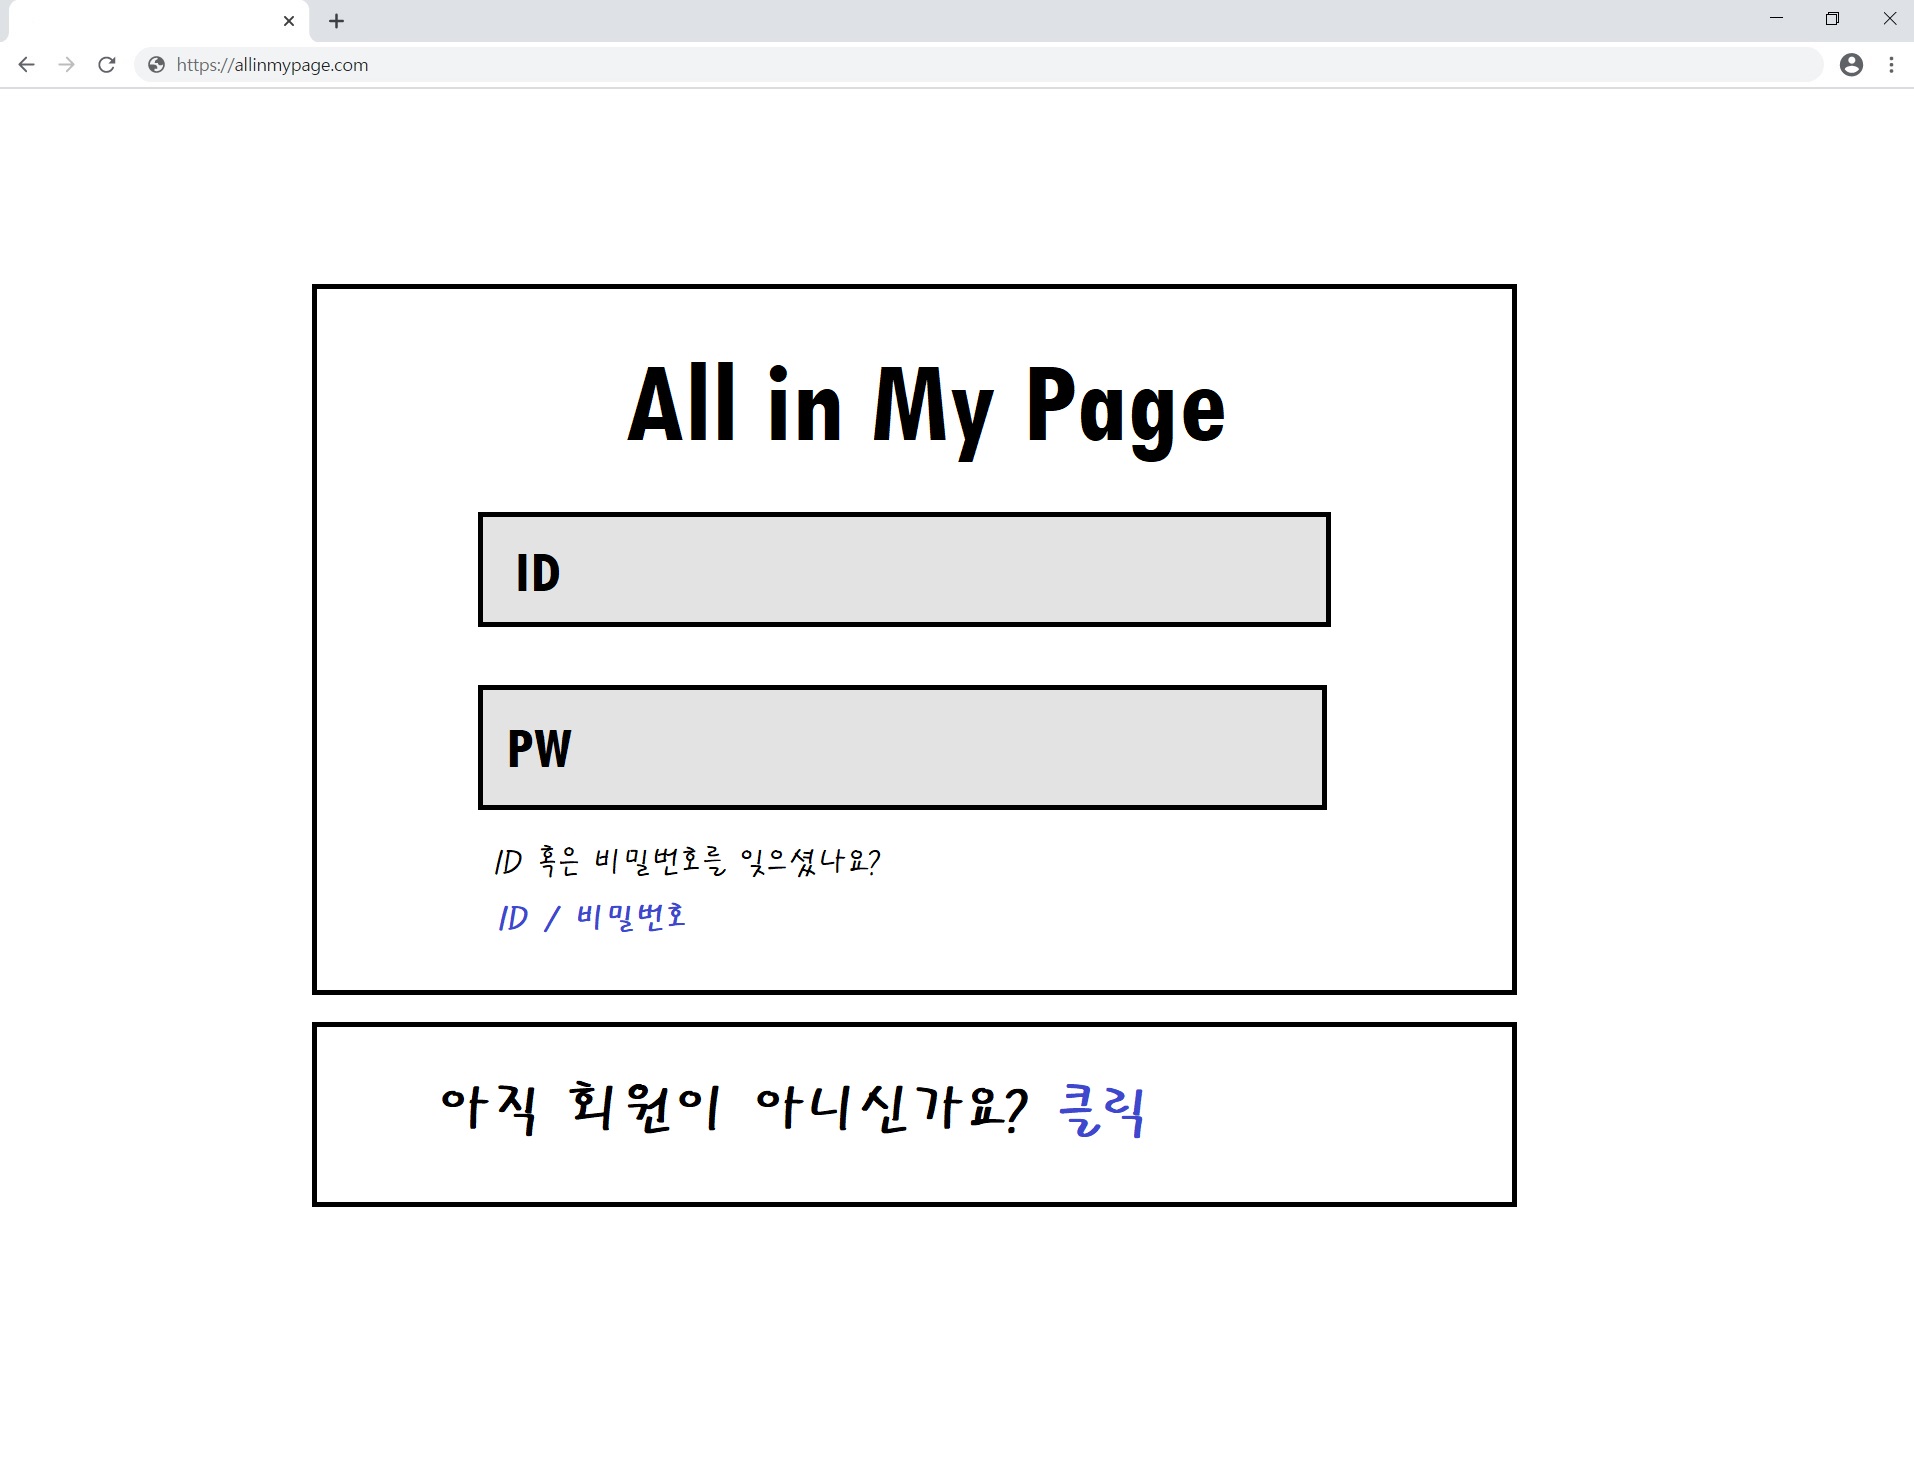 https://allinmypage.com
All in My Page
ID
PW
ID 혹은 비밀번호를 잊으셨나요?
ID / 비밀번호
아직 회원이 아니신가요? 클릭